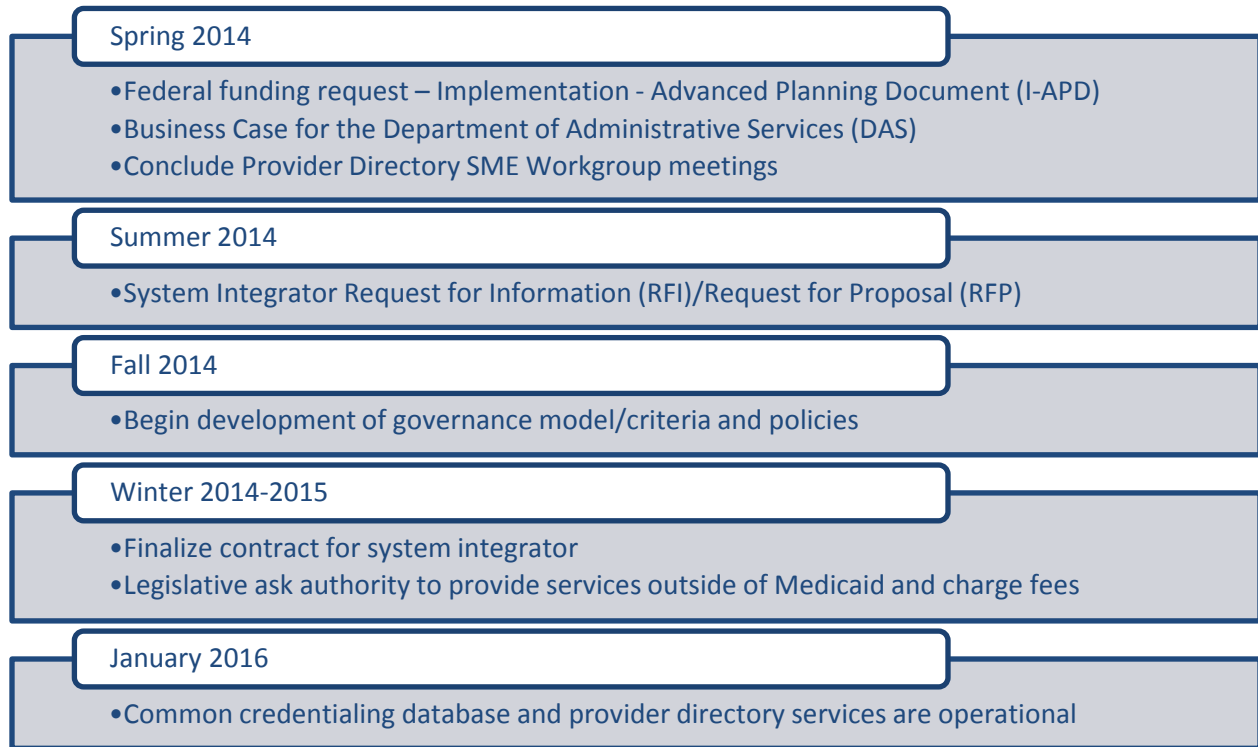 Spring 2014
•Federal funding request – Implementation - Advanced Planning Document (I-APD)
•Business Case for the Department of Administrative Services (DAS)
•Conclude Provider Directory SME Workgroup meetings
Summer 2014
•System Integrator Request for Information (RFI)/Request for Proposal (RFP)
Fall 2014
•Begin development of governance model/criteria and policies
Winter 2014-2015
•Finalize contract for system integrator
•Legislative ask authority to provide services outside of Medicaid and charge fees
January 2016
•Common credentialing database and provider directory services are operational